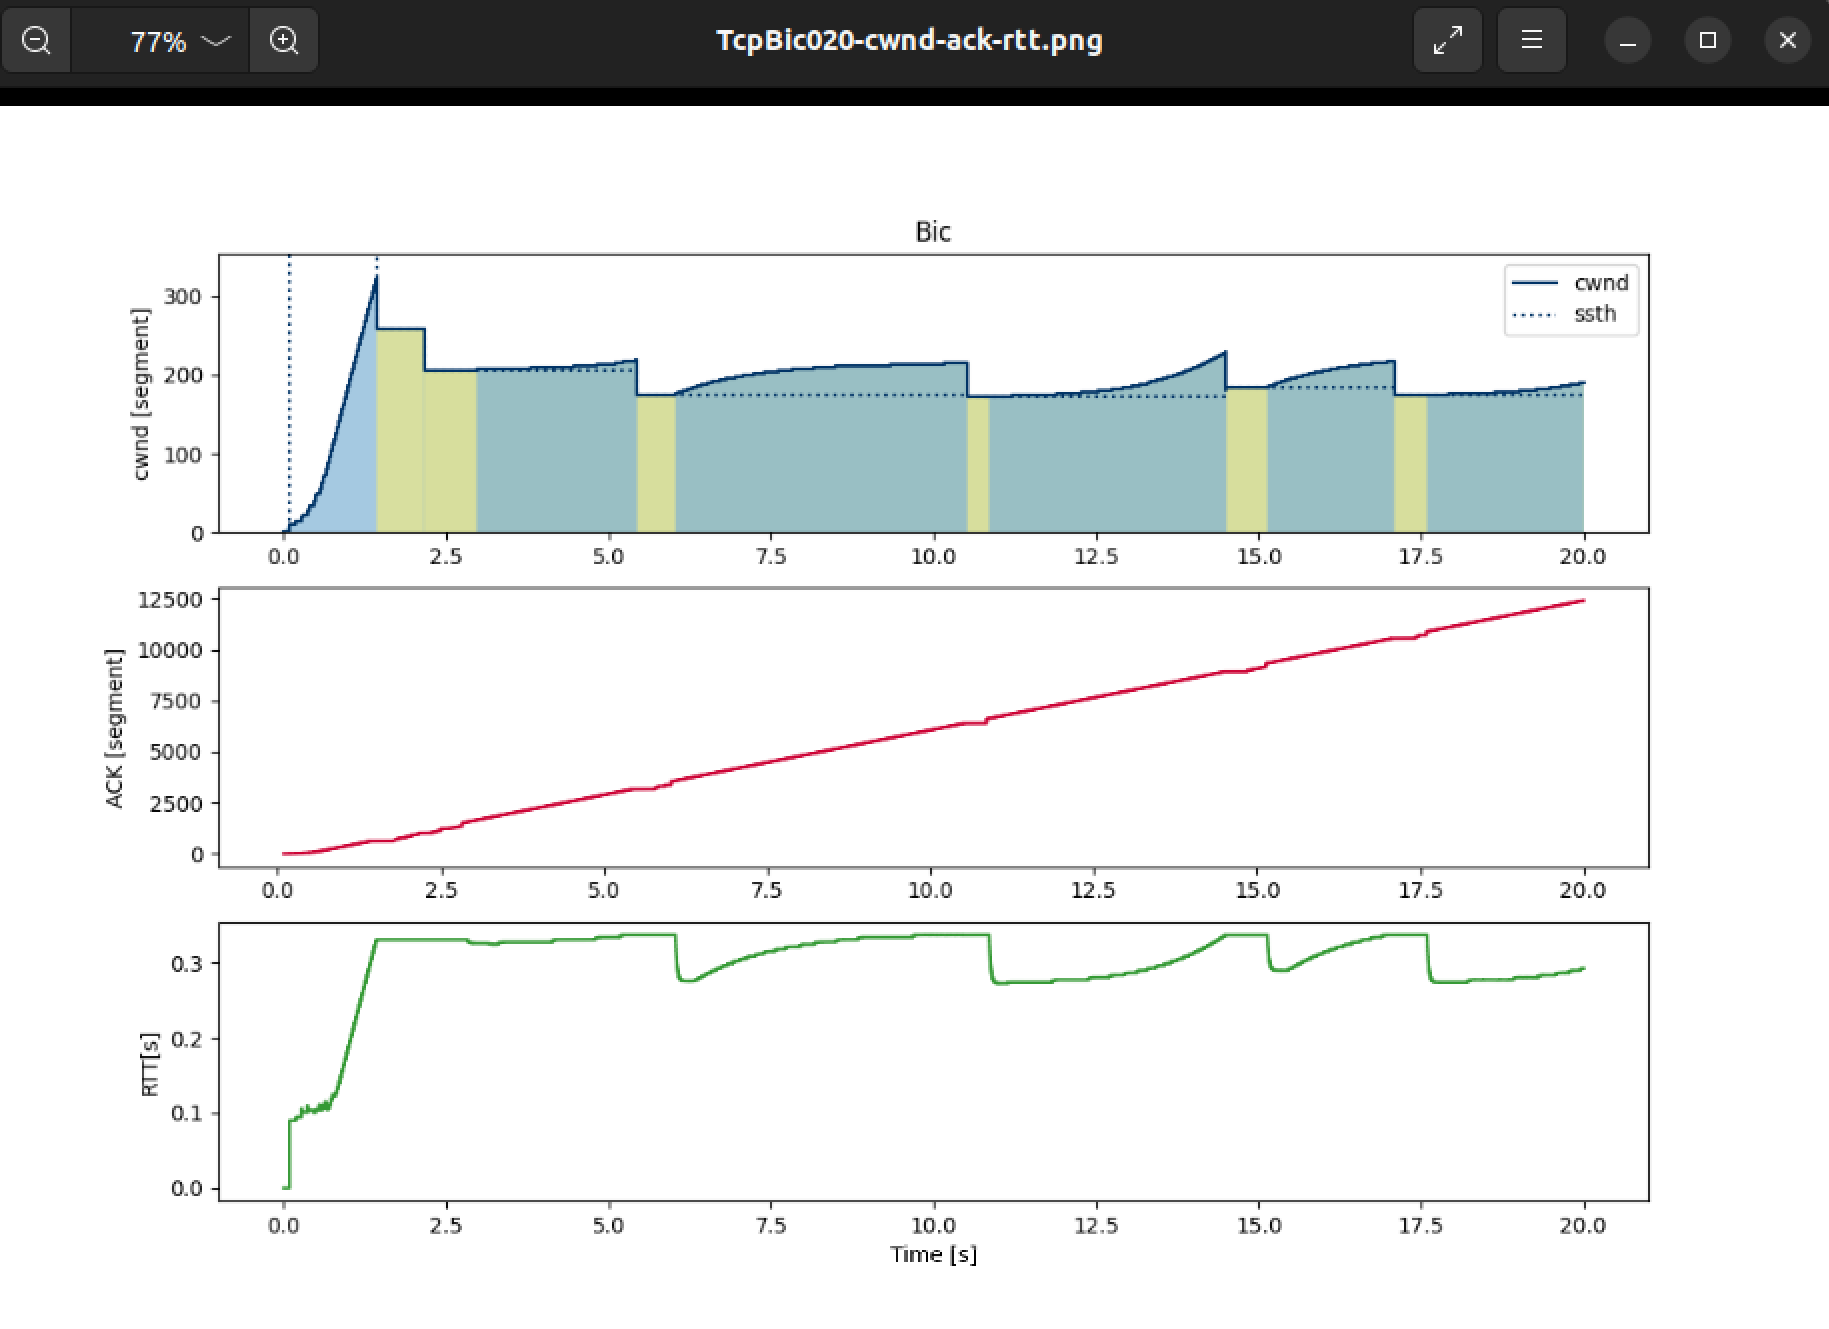 77%
TcpBic020-cwnd-ack-rtt.png
Bic
cwnd [segment]
300
200
100
0
cwnd
ssth
0.0 2.5 5.0 7.5 10.0 12.5 15.0 17.5 20.0
ACK [segment]
12500
10000
7500
5000
2500
0
0.0 2.5 5.0 7.5 10.0 12.5 15.0 17.5 20.0
RTT[s]
0.3
0.2
0.1
0.0
0.0 2.5 5.0 7.5 10.0 12.5 15.0 17.5 20.0
Time [s]